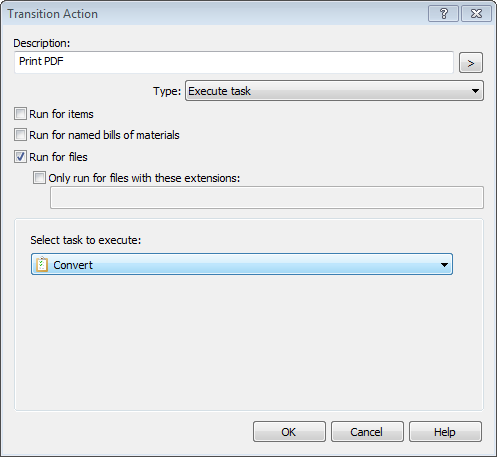 Transition Action
Description:
Print PDF
>
Type: Execute task
Run for items
Run for named bills of materials
Run for files
Only run for files with these extensions:
Select task to execute:
Convert
OK Cancel Help